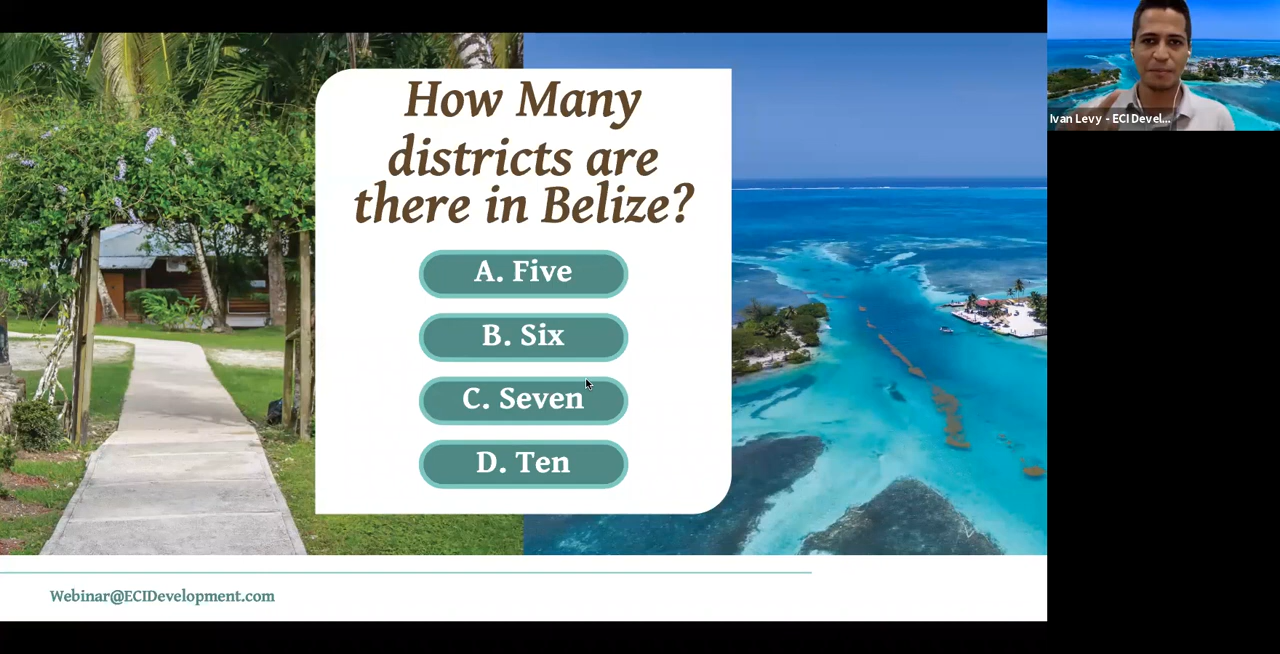 How Many
districts are
there in Belize?
A. Five
B. Six
C. Seven
D. Ten
Webinar@ECIDevelopment.com
Ivan Levy - ECI Devel...